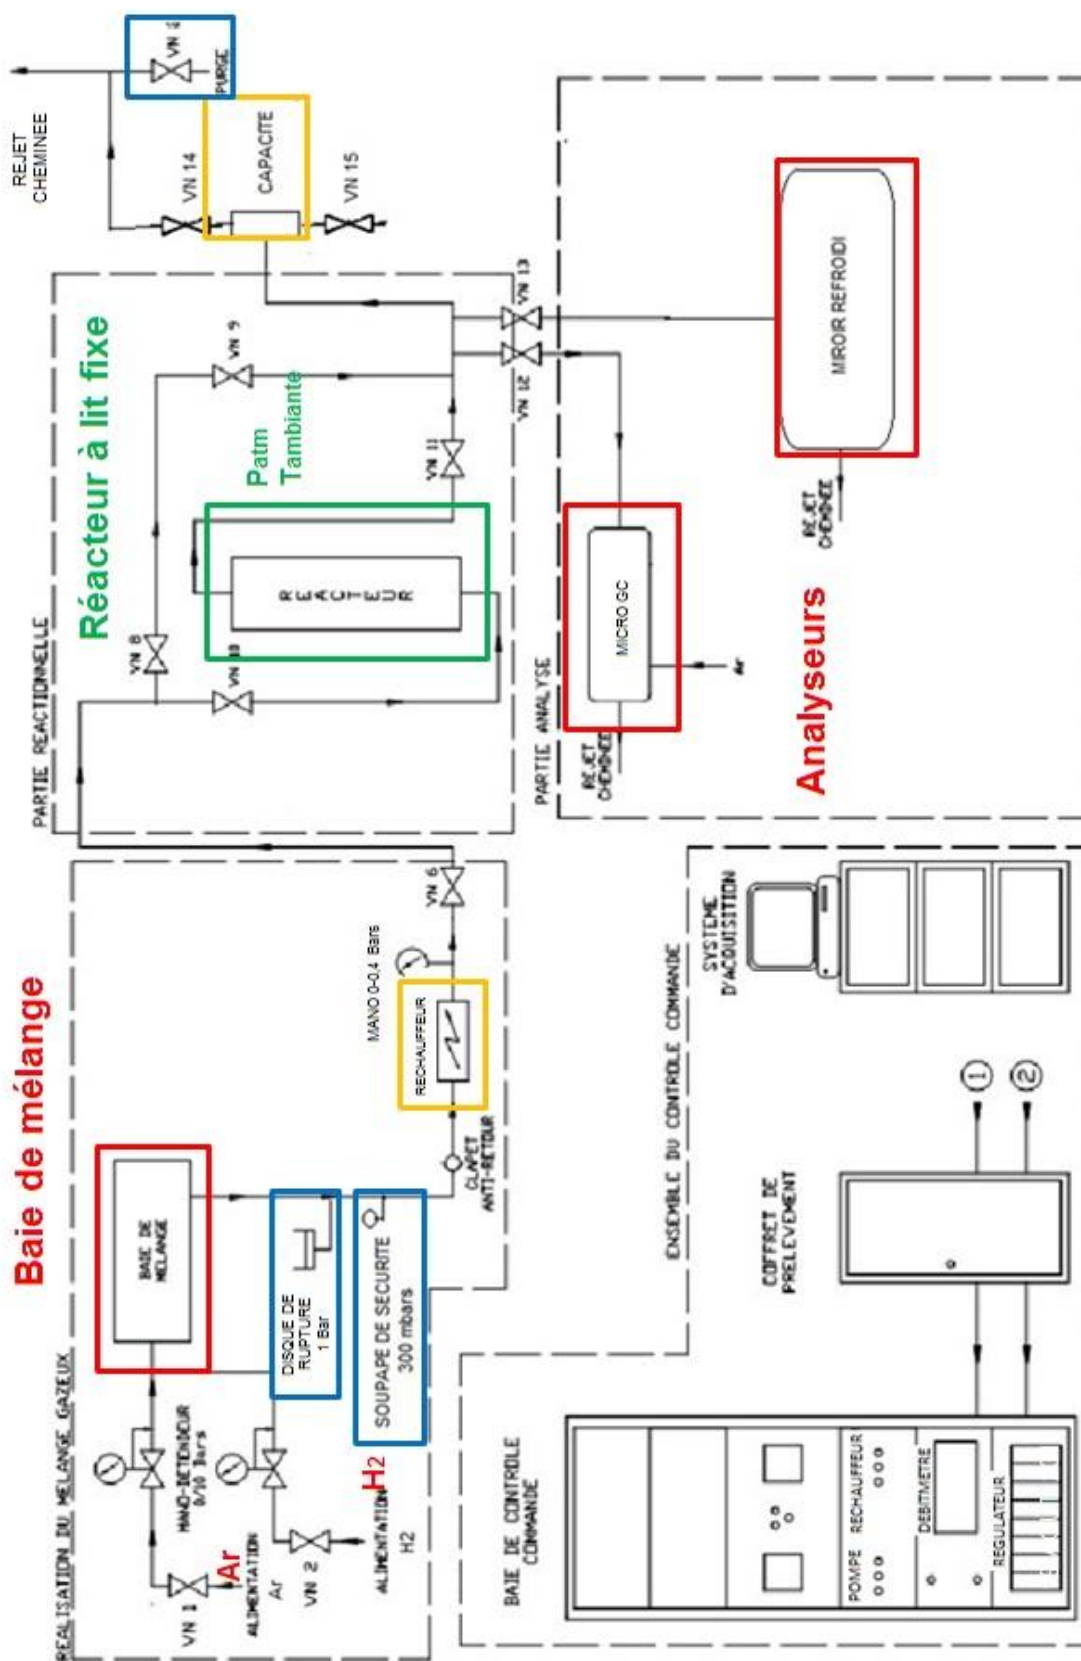 Baie de mélange
Réacteur à lit fixe
REALISATION DU MELANGE GAZEUX
VN 1
Ar
ALIMENTATION
Ar
MANO-DETENDEUR
0/10 Bars
VN 2
H2
ALIMENTATION
H2
BAIE DE
MELANGE
DISQUE DE
RUPTURE
1 Bar
SOUPAPE DE SECURITE
300 mbars
CLAPET
ANTI-RETOUR
RECHAUFFEUR
MANO 0-0,4 Bars
VN 6
PARTIE REACTIONNELLE
VN 8
VN 10
REACTEUR
Patm
Tambiante
VN 9
VN 11
REJET
CHEMINEE
PURGE
VN 14
CAPACITE
VN 15
VN 12
VN 13
PARTIE ANALYSE
REJET
CHEMINEE
MICRO GC
Ar
REJET
CHEMINEE
MIROIR REFROIDI
Analyseurs
ENSEMBLE DU CONTROLE COMMANDE
BAIE DE CONTROLE
COMMANDE
POMPE
RECHAUFFEUR
DEBITMETRE
REGULATEUR
COFFRET DE
PRELEVEMENT
1
2
SYSTEME
D'ACQUISITION